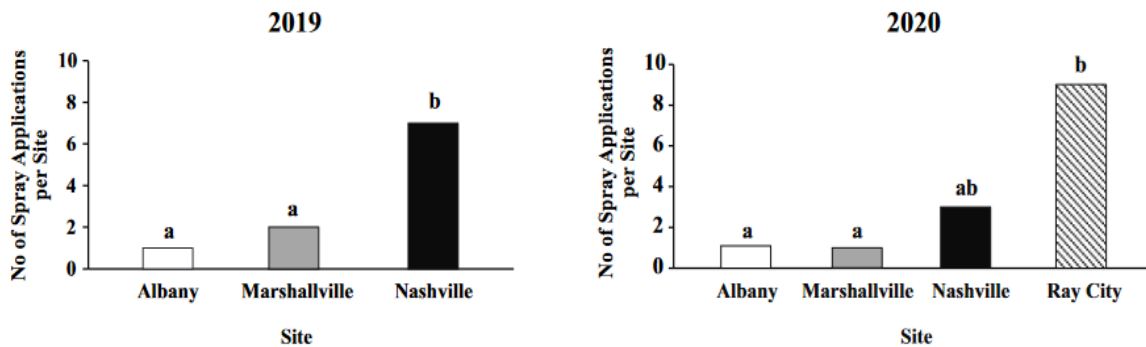 2019
No of Spray Applications
per Site
10
8
6
4
2
0
a
a
b
Albany
Marshallville
Nashville
Site
2020
No of Spray Applications
per Site
10
8
6
4
2
0
a
a
ab
b
Albany
Marshallville
Nashville
Ray City
Site